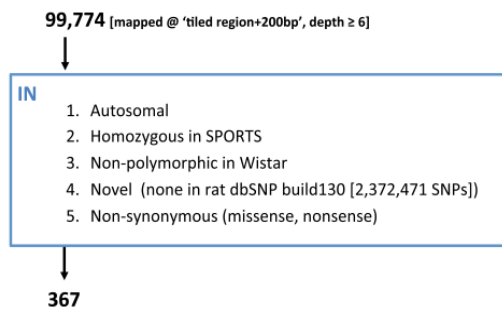 99,774 [mapped @ ‘tiled region+200bp’, depth ≥ 6]
IN
1. Autosomal
2. Homozygous in SPORTS
3. Non-polymorphic in Wistar
4. Novel (none in rat dbSNP build130 [2,372,471 SNPs])
5. Non-synonymous (missense, nonsense)
367